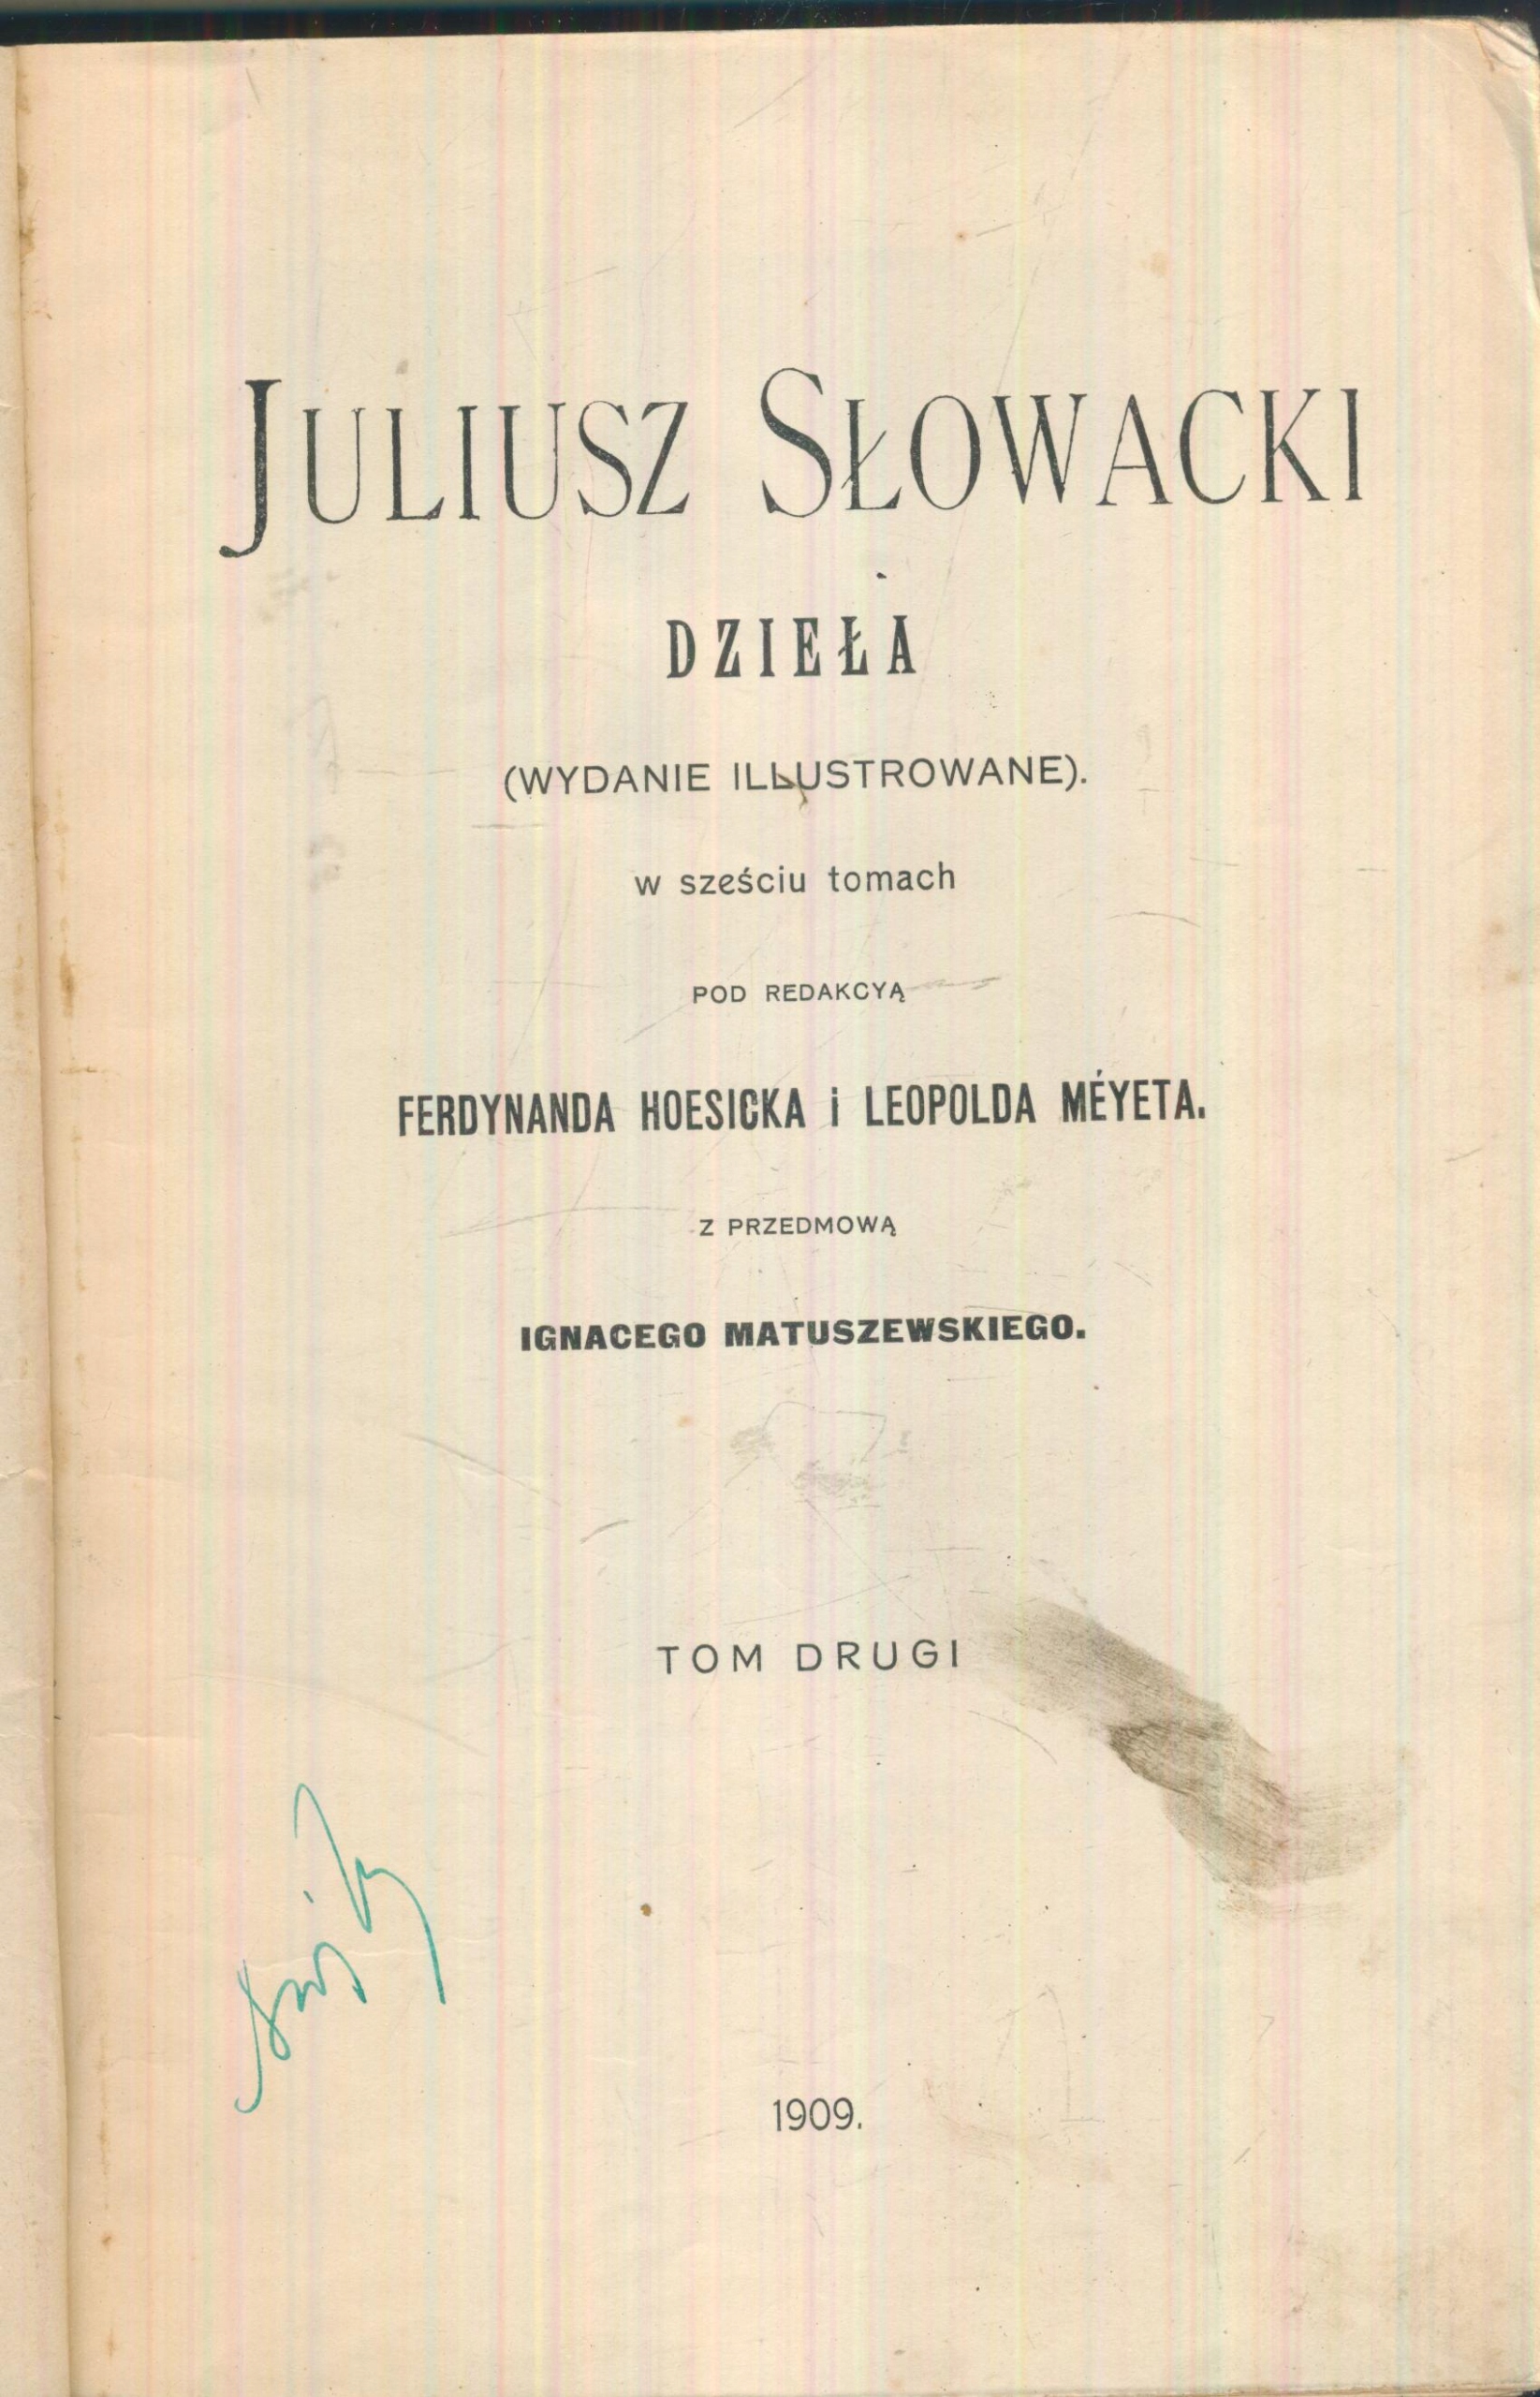 JULIUSZ SŁOWACKI
DZIEŁA
(WYDANIE ILLUSTROWANE).
w sześciu tomach
POD REDAKCYĄ
FERDYNANDA HOESICKA i LEOPOLDA MÉYETA.
Z PRZEDMOWĄ
IGNACEGO MATUSZEWSKIEGO.
TOM DRUGI
1909.